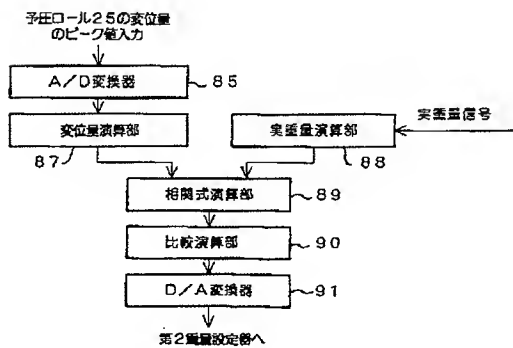 予圧ロール25の変位量
のピーク値入力
A/D変換器
85
変位量演算部
87
実重量演算部
88
実重量信号
相関式演算部
89
比較演算部
90
D/A変換器
91
第2重量設定器へ